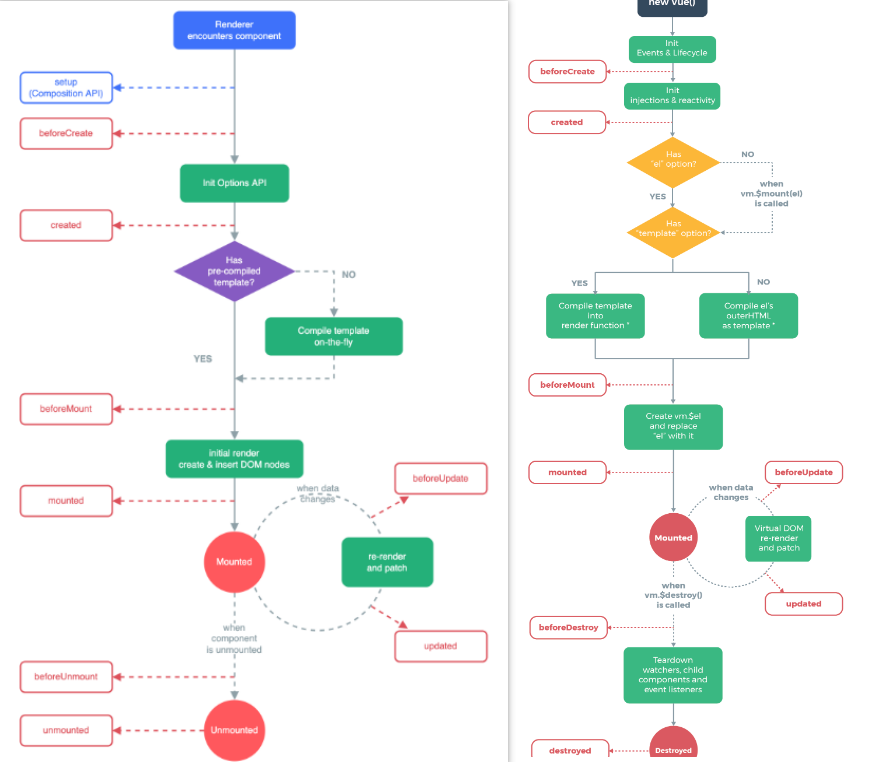 Renderer
encounters component
setup
(Composition API)
beforeCreate
Init Options API
created
Has
pre-compiled
template?
NO
Compile template
on-the-fly
YES
beforeMount
initial render
create & insert DOM nodes
mounted
when data
changes
beforeUpdate
Mounted
re-render
and patch
when
component
is unmounted
updated
beforeUnmount
unmounted
Unmounted
new Vue()
Init
Events & Lifecycle
beforeCreate
Init
injections & reactivity
created
Has
"el" option?
NO
when
vm.$mount(el)
is called
YES
Has
"template" option?
YES
NO
Compile template
into
render function *
Compile el's
outerHTML
as template *
beforeMount
Create vm.$el
and replace
"el" with it
mounted
when data
changes
beforeUpdate
Mounted
Virtual DOM
re-render
and patch
when
vm.$destroy()
is called
updated
beforeDestroy
Teardown
watchers, child
components and
event listeners
destroyed
Destroyed